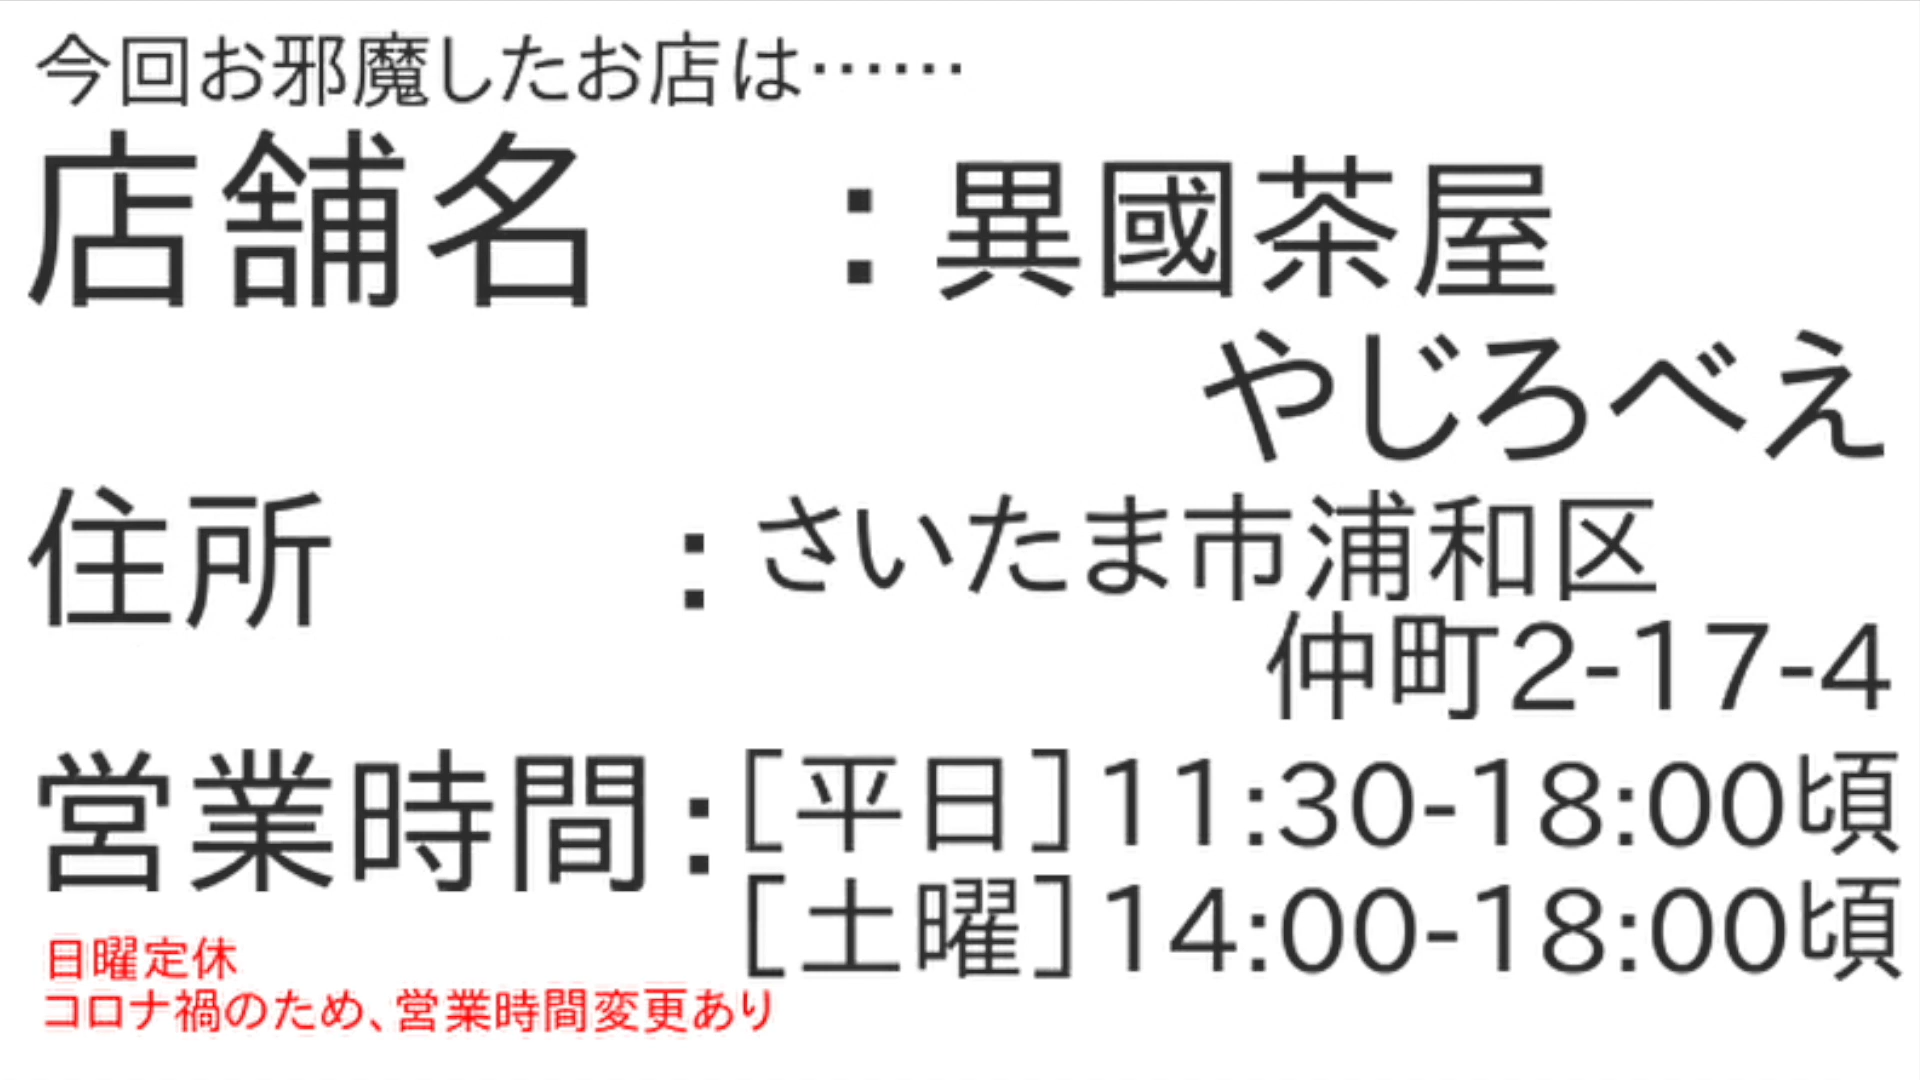 今回お邪魔したお店は……
店舗名　：異國茶屋
やじろべえ
住所　　：さいたま市浦和区
仲町2-17-4
営業時間：［平日］11:30-18:00頃
［土曜］14:00-18:00頃
日曜定休
コロナ禍のため、営業時間変更あり